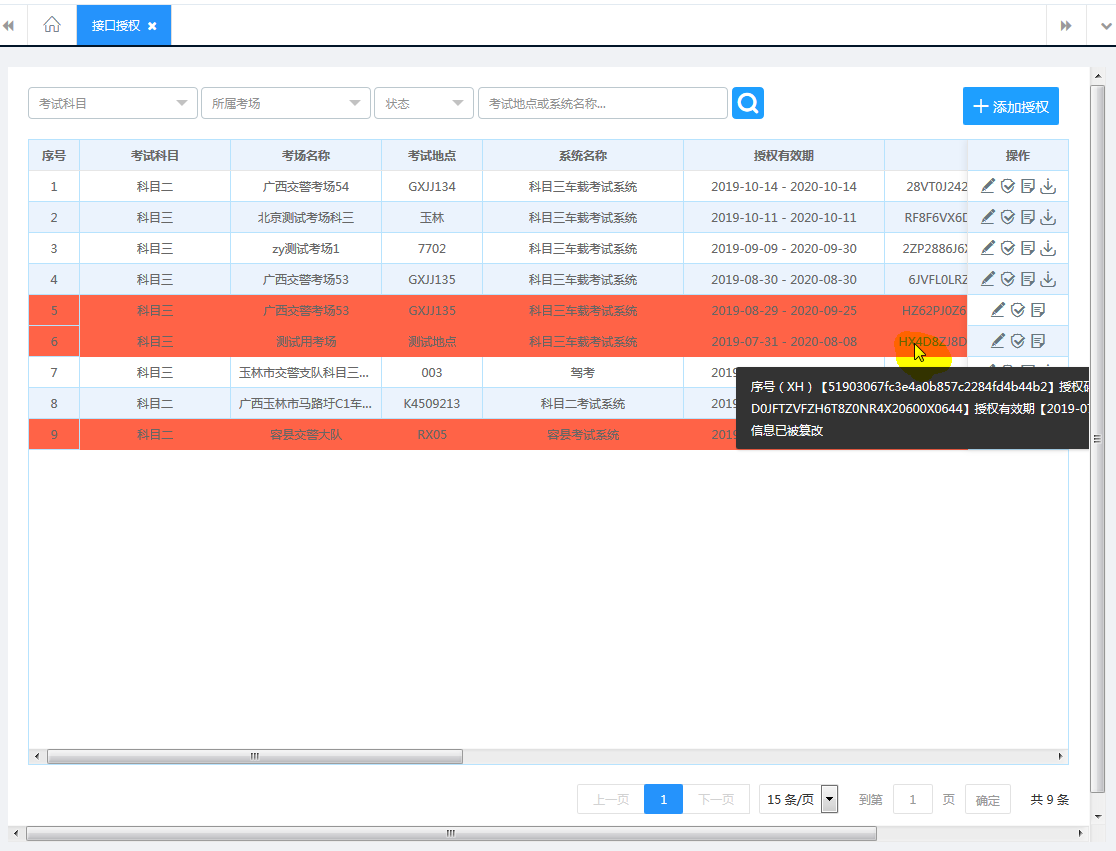 接口授权
考试科目 所属考场 状态 考试地点或系统名称... 添加授权
序号 考试科目 考场名称 考试地点 系统名称 授权有效期 操作
1 科目二 广西交警考场54 GXJJ134 科目三车载考试系统 2019-10-14 - 2020-10-14 28VT0J242
2 科目三 北京测试考场科三 玉林 科目三车载考试系统 2019-10-11 - 2020-10-11 RF8F6VX6D
3 科目三 zy测试考场1 7702 科目三车载考试系统 2019-09-09 - 2020-09-30 2ZP2886J6
4 科目三 广西交警考场53 GXJJ135 科目三车载考试系统 2019-08-30 - 2020-08-30 6JVFL0LRZ
5 科目三 广西交警考场53 GXJJ135 科目三车载考试系统 2019-08-29 - 2020-09-25 HZ62PJ0Z6
6 科目三 测试用考场 测试地点 科目三车载考试系统 2019-07-31 - 2020-08-08 HX4D8ZJ8D
7 科目三 玉林市交警支队科目三... 003 驾考 2019-
8 科目二 广西玉林市马路圩C1车... K4509213 科目二考试系统 2019-
9 科目二 容县交警大队 RX05 容县考试系统 2019-
序号（XH）【51903067fc3e4a0b857c2284fd4b44b2】授权
D0JFTZVFZH6T8Z0NR4X20600X0644】授权有效期【2019-0
信息已被篡改
上一页 1 下一页 15 条/页 到第 1 页 确定 共 9 条